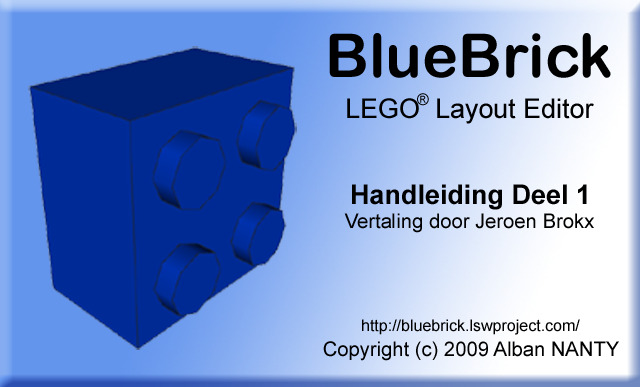 BlueBrick
LEGO® Layout Editor
Handleiding Deel 1
Vertaling door Jeroen Brokx
http://bluebrick.lswproject.com/
Copyright (c) 2009 Alban NANTY